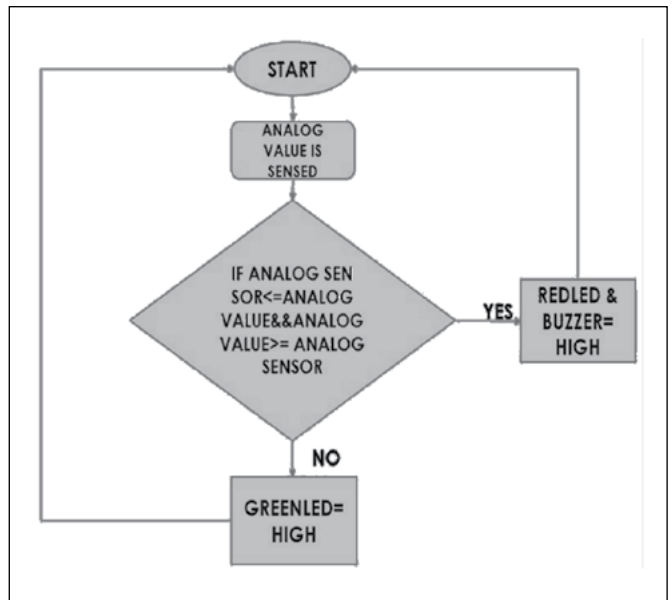 START
ANALOG
VALUE IS
SENSED
IF ANALOG SEN
SOR<=ANALOG
VALUE&&ANALOG
VALUE>= ANALOG
SENSOR
YES
REDLED &
BUZZER=
HIGH
NO
GREENLED=
HIGH